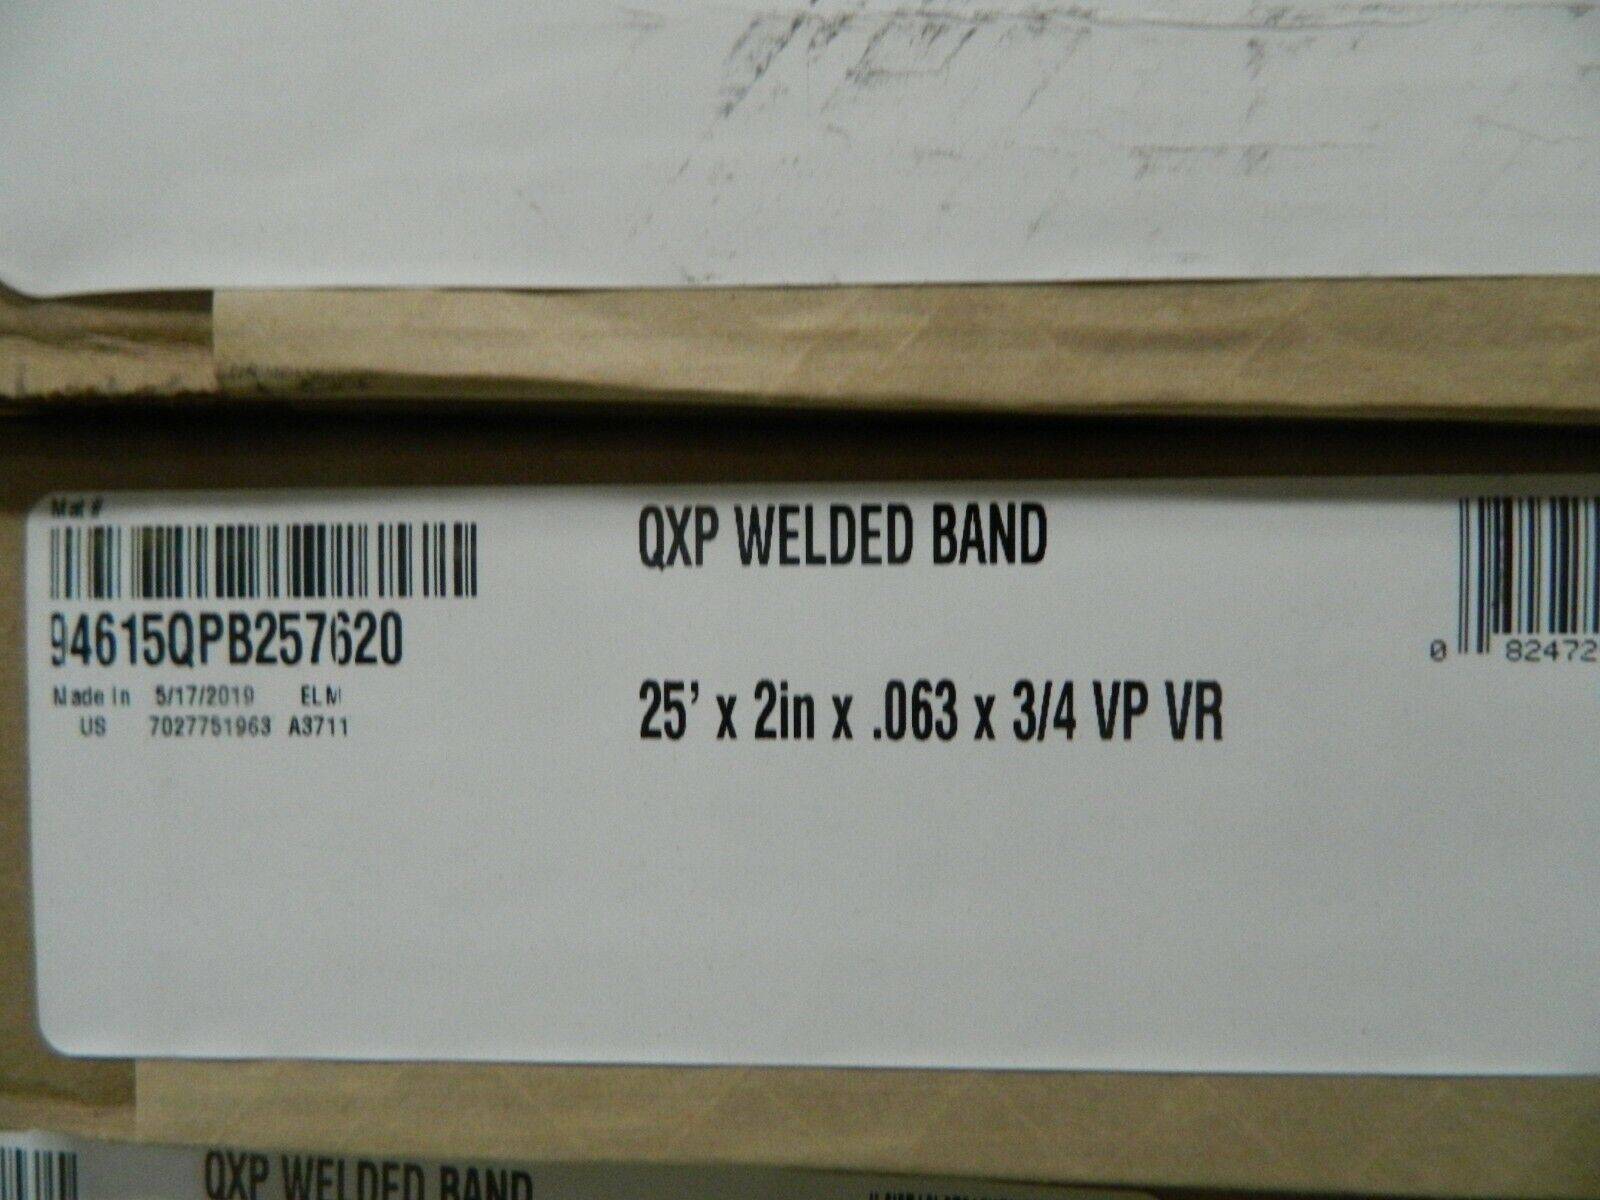 Mat #
94615QPB257620
Made In 5/17/2019 ELM
US 7027751963 A3711
QXP WELDED BAND
25' x 2in x .063 x 3/4 VP VR
0 82472
QXP WELDED BAND